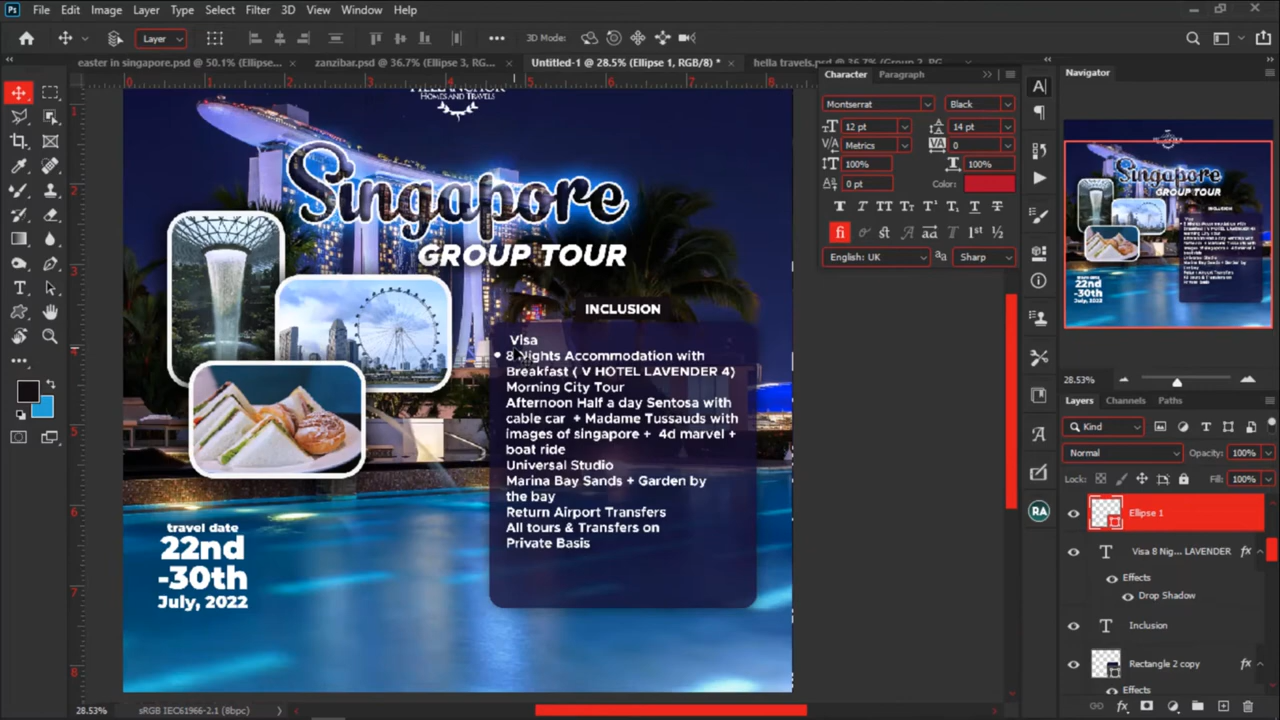 Ps File Edit Image Layer Type Select Filter 3D View Window Help
Layer 3D Mode:
easter in singapore.psd @ 50.1% (Ellipse... × zanzibar.psd @ 36.7% (Ellipse 3, RG... × Untitled-1 @ 28.5% (Ellipse 1, RGB/8) * ×
Character Paragraph
Montserrat Black
12 pt 14 pt
Metrics 0
100% 100%
0 pt Color:
English: UK Sharp
Navigator
28.53%
Layers Channels Paths
Kind
Normal Opacity: 100%
Lock: Fill: 100%
Ellipse 1
Visa 8 Nig... LAVENDER fx
Effects
Drop Shadow
Inclusion
Rectangle 2 copy fx
Effects
HOMES AND TRAVELS
Singapore
GROUP TOUR
INCLUSION
Visa
8 Nights Accommodation with
Breakfast ( V HOTEL LAVENDER 4)
Morning City Tour
Afternoon Half a day Sentosa with
cable car + Madame Tussauds with
images of singapore + 4d marvel +
boat ride
Universal Studio
Marina Bay Sands + Garden by
the bay
Return Airport Transfers
All tours & Transfers on
Private Basis
travel date
22nd
-30th
July, 2022
28.53% sRGB IEC61966-2.1 (8bpc)